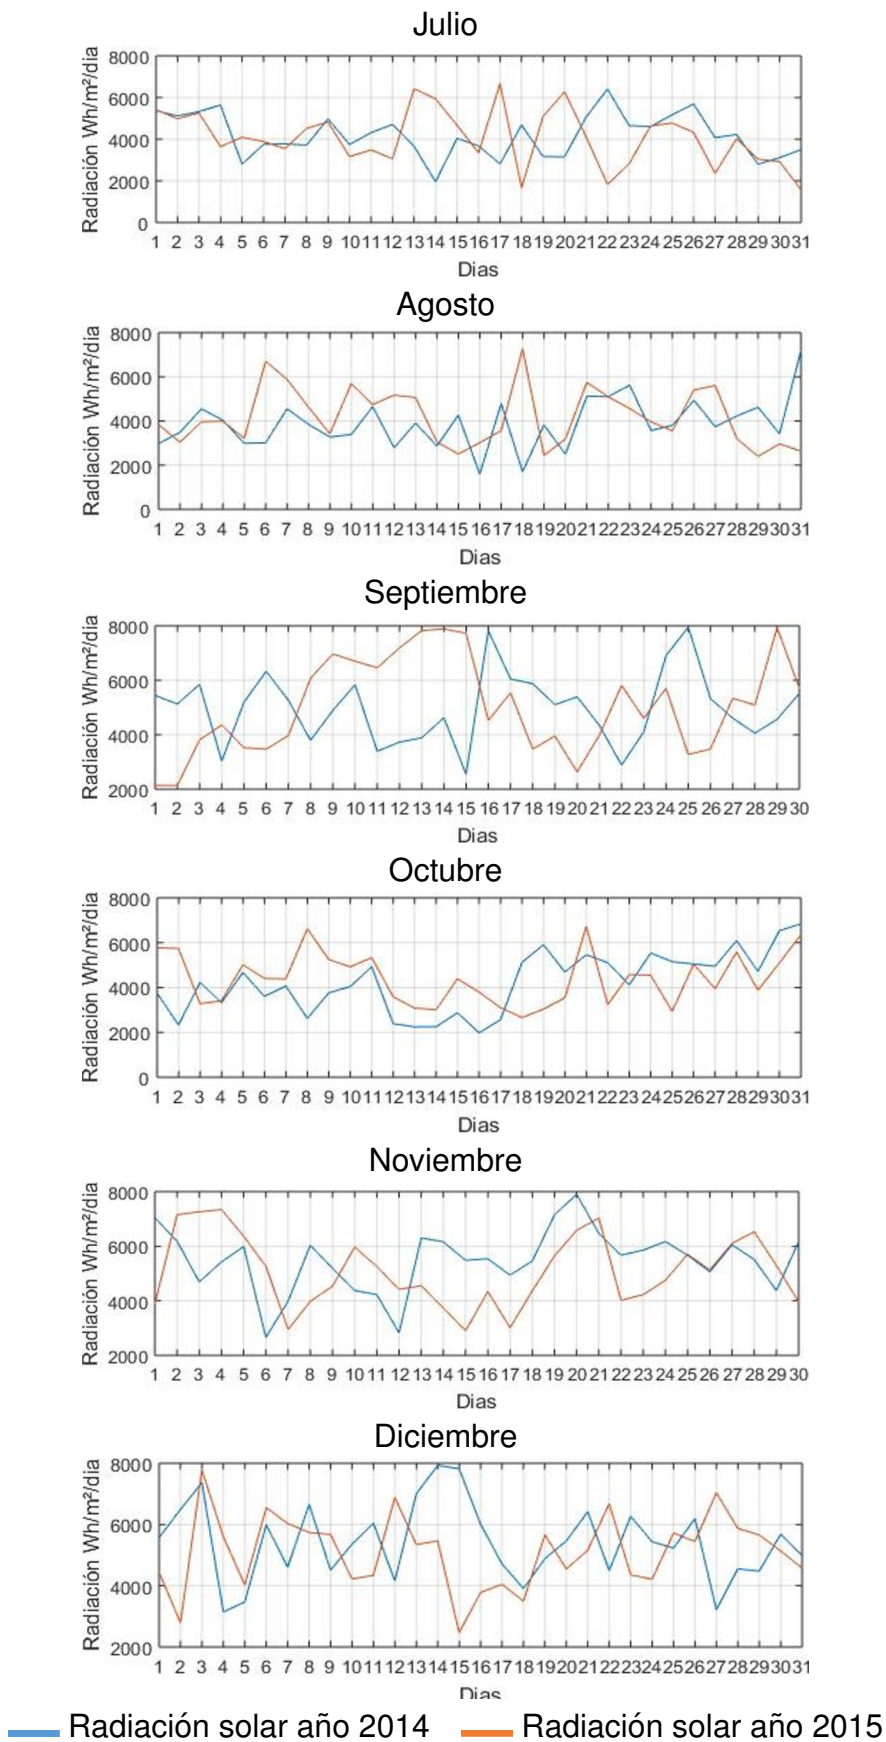 Julio
Radiación Wh/m²/dia
8000
6000
4000
2000
0
1 2 3 4 5 6 7 8 9 10 11 12 13 14 15 16 17 18 19 20 21 22 23 24 25 26 27 28 29 30 31
Dias
Agosto
Radiación Wh/m²/dia
8000
6000
4000
2000
0
1 2 3 4 5 6 7 8 9 10 11 12 13 14 15 16 17 18 19 20 21 22 23 24 25 26 27 28 29 30 31
Dias
Septiembre
Radiación Wh/m²/dia
8000
6000
4000
2000
1 2 3 4 5 6 7 8 9 10 11 12 13 14 15 16 17 18 19 20 21 22 23 24 25 26 27 28 29 30
Dias
Octubre
Radiación Wh/m²/dia
8000
6000
4000
2000
0
1 2 3 4 5 6 7 8 9 10 11 12 13 14 15 16 17 18 19 20 21 22 23 24 25 26 27 28 29 30 31
Dias
Noviembre
Radiación Wh/m²/dia
8000
6000
4000
2000
1 2 3 4 5 6 7 8 9 10 11 12 13 14 15 16 17 18 19 20 21 22 23 24 25 26 27 28 29 30
Dias
Diciembre
Radiación Wh/m²/dia
8000
6000
4000
2000
1 2 3 4 5 6 7 8 9 10 11 12 13 14 15 16 17 18 19 20 21 22 23 24 25 26 27 28 29 30 31
Dias
Radiación solar año 2014 Radiación solar año 2015